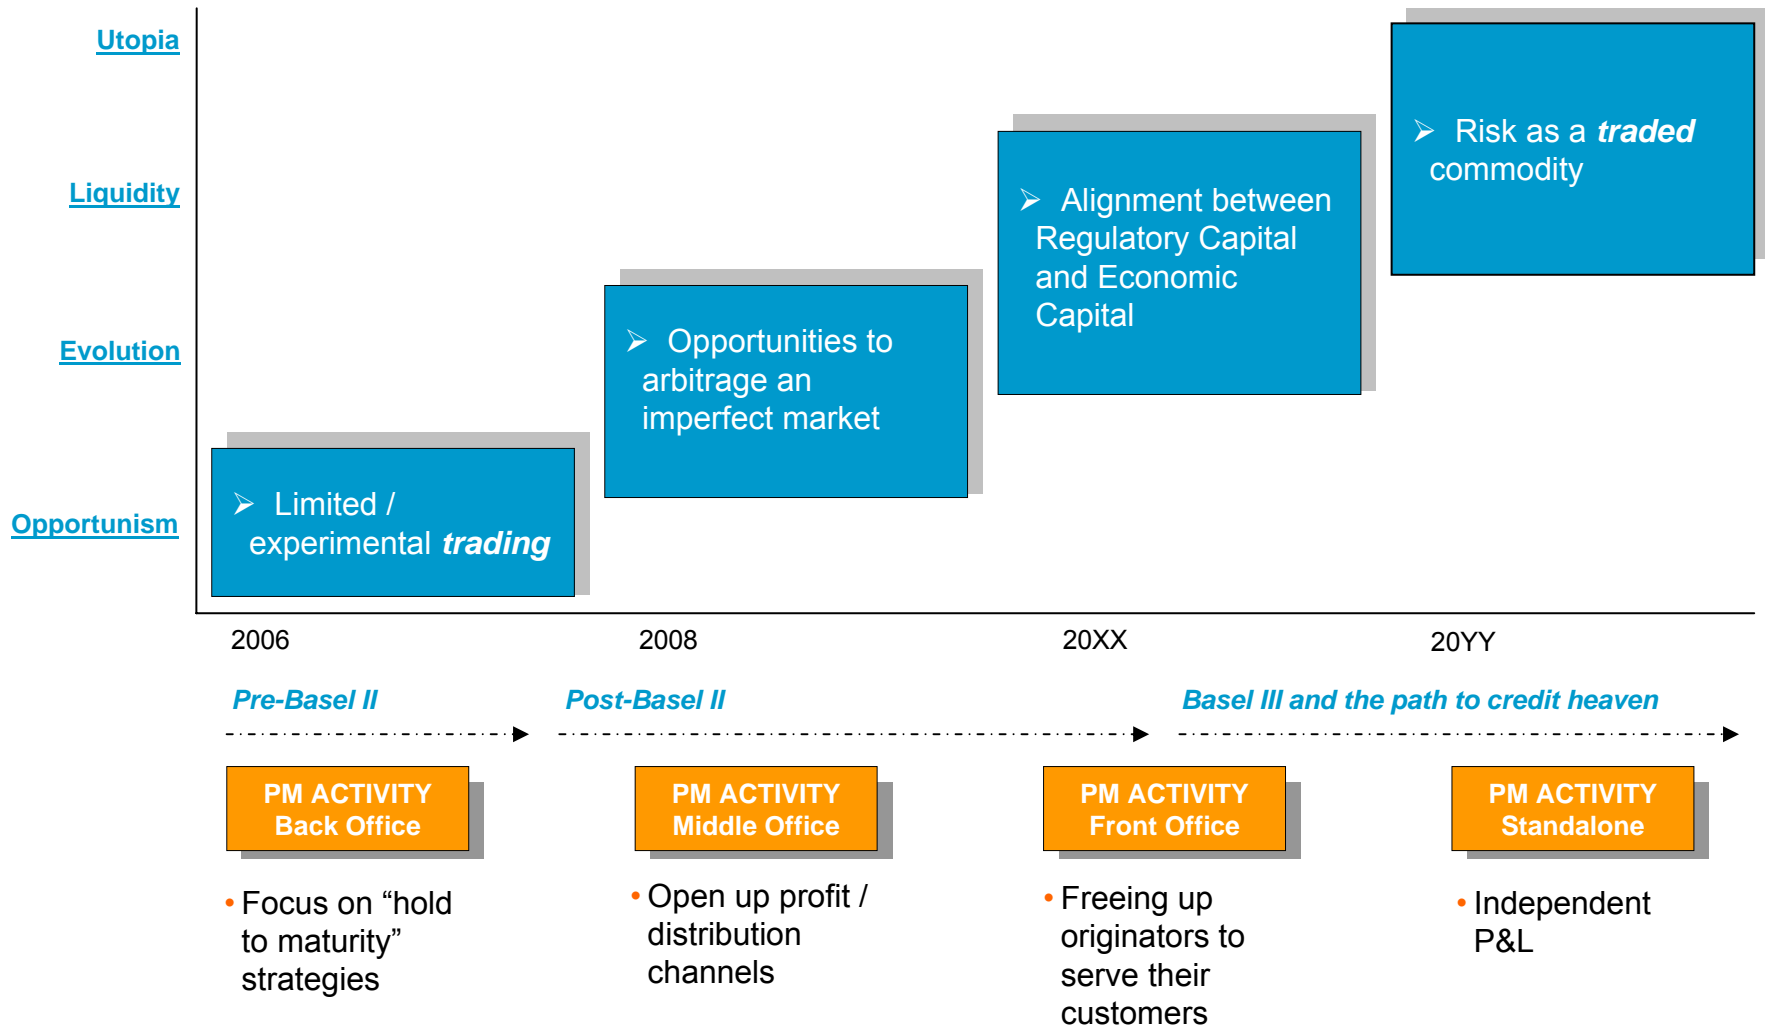 Utopia
Liquidity
Evolution
Opportunism
➢ Limited /
experimental trading
➢ Opportunities to
arbitrage an
imperfect market
➢ Alignment between
Regulatory Capital
and Economic
Capital
➢ Risk as a traded
commodity
2006
2008
20XX
20YY
Pre-Basel II
Post-Basel II
Basel III and the path to credit heaven
PM ACTIVITY
Back Office
PM ACTIVITY
Middle Office
PM ACTIVITY
Front Office
PM ACTIVITY
Standalone
• Focus on “hold
to maturity”
strategies
• Open up profit /
distribution
channels
• Freeing up
originators to
serve their
customers
• Independent
P&L